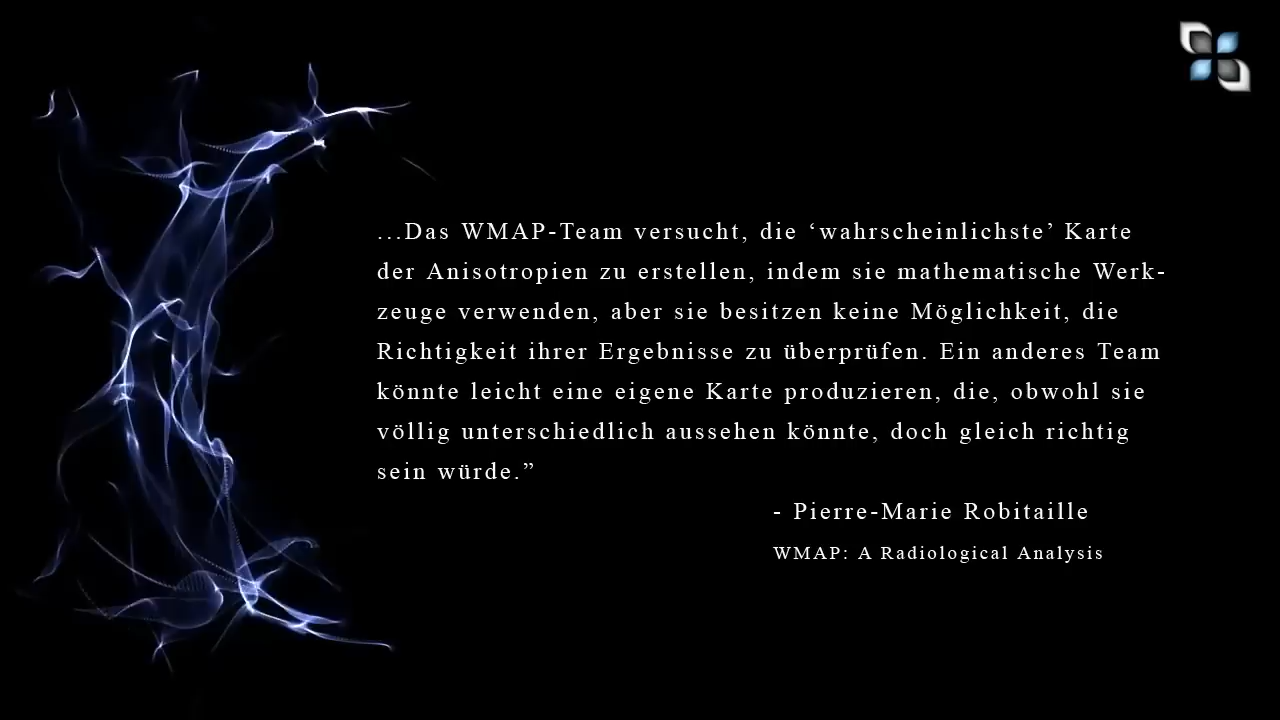 ...Das WMAP-Team versucht, die ‘wahrscheinlichste’ Karte
der Anisotropien zu erstellen, indem sie mathematische Werk-
zeuge verwenden, aber sie besitzen keine Möglichkeit, die
Richtigkeit ihrer Ergebnisse zu überprüfen. Ein anderes Team
könnte leicht eine eigene Karte produzieren, die, obwohl sie
völlig unterschiedlich aussehen könnte, doch gleich richtig
sein würde.”
- Pierre-Marie Robitaille
WMAP: A Radiological Analysis